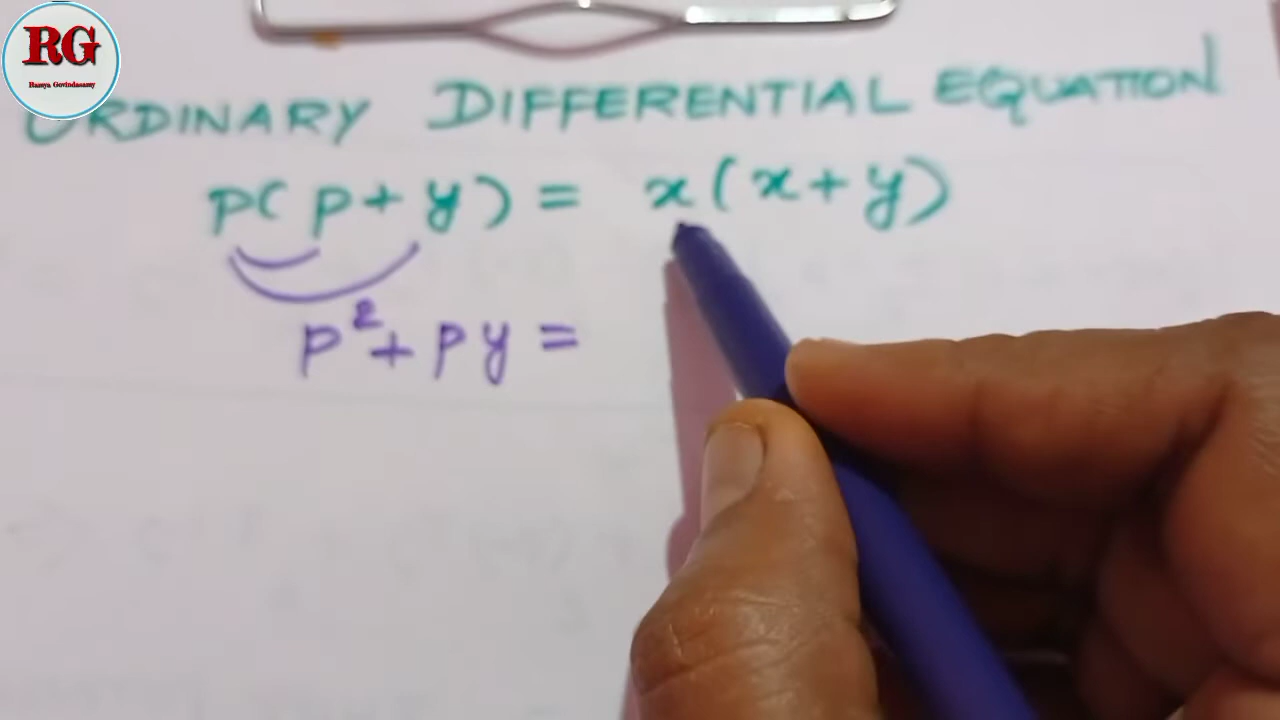 RG
Ramya Govindasamy
ORDINARY DIFFERENTIAL EQUATION
p(p+y) = x(x+y)
p²+py =